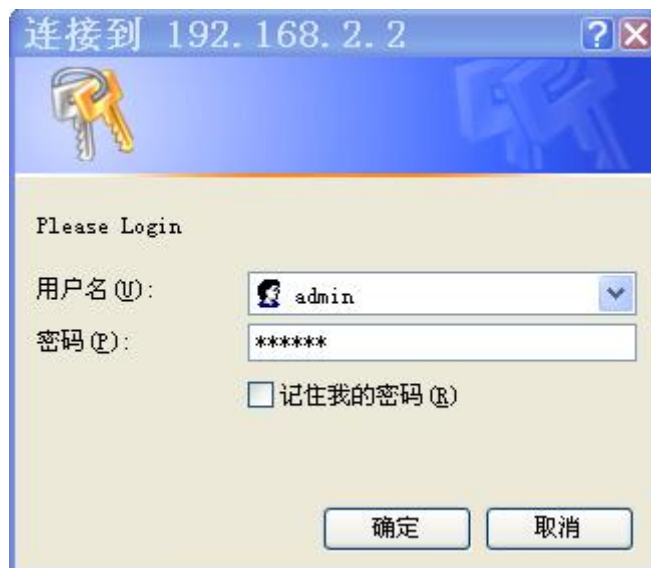 连接到 192.168.2.2
Please Login
用户名(U):
admin
密码(P):
******
记住我的密码(R)
确定
取消